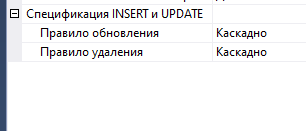 Спецификация INSERT и UPDATE
Правило обновления Каскадно
Правило удаления Каскадно